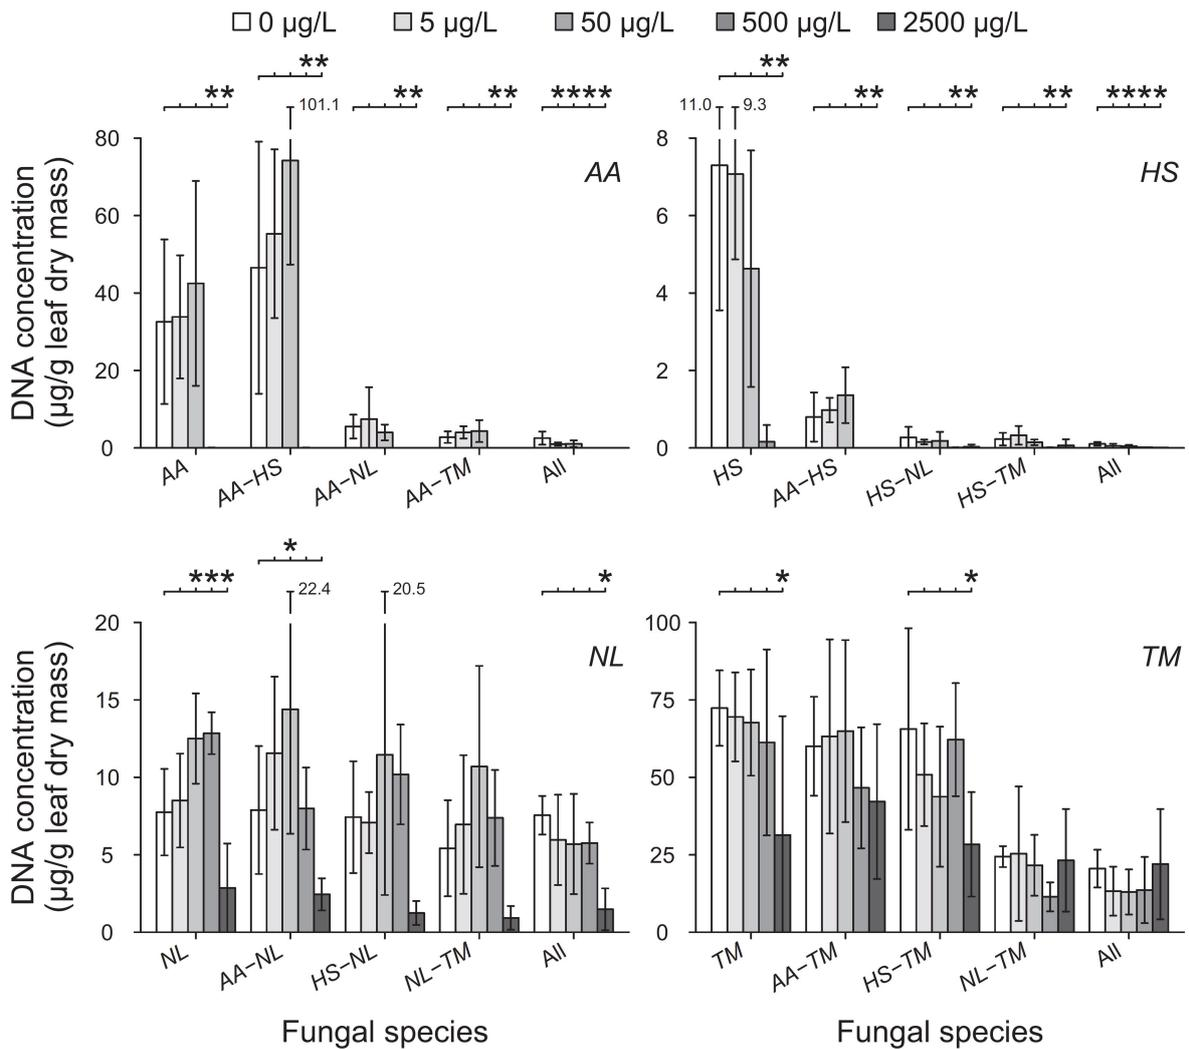 0 µg/L 5 µg/L 50 µg/L 500 µg/L 2500 µg/L
** ** ** ** ****
101.1
AA
DNA concentration
(µg/g leaf dry mass)
80
60
40
20
0
AA AA−HS AA−NL AA−TM All
** ** ** ** ****
11.0 9.3
HS
8
6
4
2
0
HS AA−HS HS−NL HS−TM All
*** * *
22.4 20.5
NL
DNA concentration
(µg/g leaf dry mass)
20
15
10
5
0
NL AA−NL HS−NL NL−TM All
Fungal species
* *
TM
100
75
50
25
0
TM AA−TM HS−TM NL−TM All
Fungal species